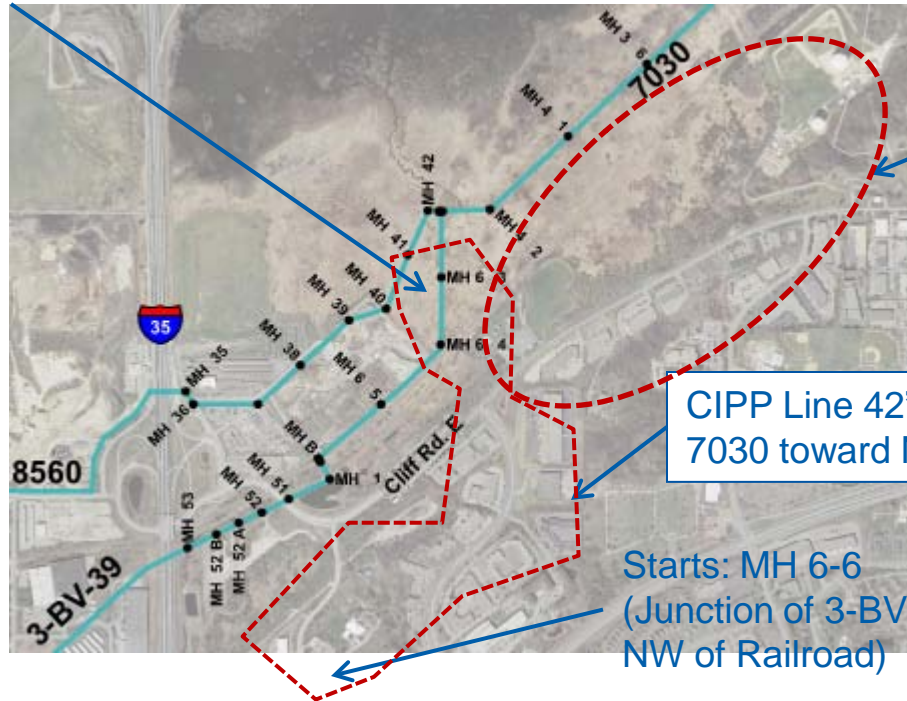 MH 3 6
7030
MH 4 1
MH 42
MH 4 2
MH 41
MH 6 3
MH 40
MH 39
35
MH 6 4
MH 38
MH 35
MH 6 5
MH 36
CIPP Line 42"
7030 toward
MH B
8560
Cliff Rd. E
MH 1
MH 51
MH 52
MH 53
MH 52 A
MH 52 B
3-BV-39
Starts: MH 6-6
(Junction of 3-BV
NW of Railroad)